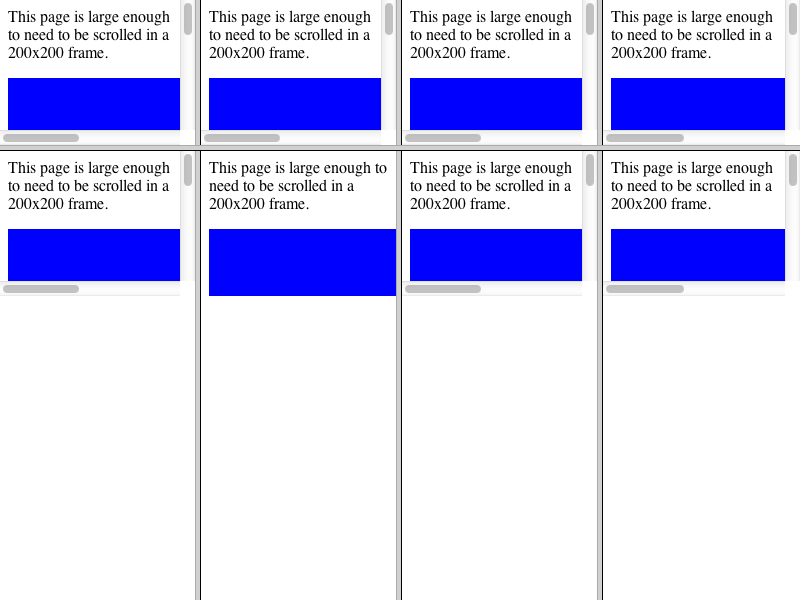 This page is large enough
to need to be scrolled in a
200x200 frame.
This page is large enough
to need to be scrolled in a
200x200 frame.
This page is large enough
to need to be scrolled in a
200x200 frame.
This page is large enough
to need to be scrolled in a
200x200 frame.
This page is large enough
to need to be scrolled in a
200x200 frame.
This page is large enough to
need to be scrolled in a
200x200 frame.
This page is large enough
to need to be scrolled in a
200x200 frame.
This page is large enough
to need to be scrolled in a
200x200 frame.